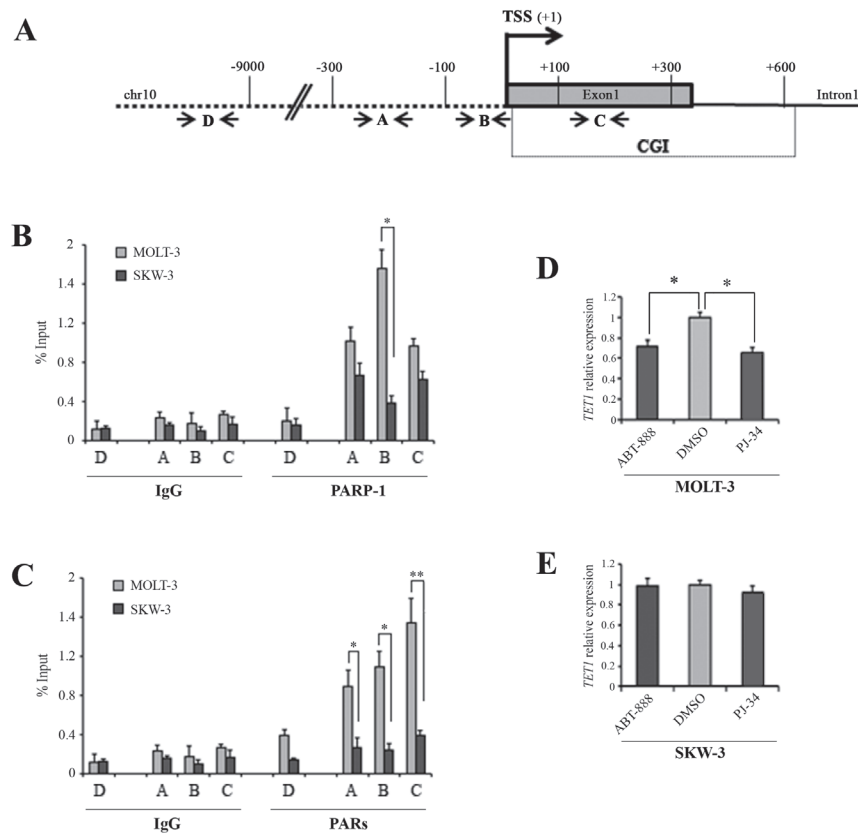 A
TSS (+1)
chr10 -9000 -300 -100 +100 +300 +600
Exon1 Intron1
D A B C
CGI
B
MOLT-3
SKW-3
% Input
2
1.4
1.2
0.8
0.4
0
*
D A B C D A B C
IgG PARP-1
C
MOLT-3
SKW-3
% Input
2
1.4
1.2
0.8
0.4
0
* * **
D A B C D A B C
IgG PARs
D
TET1 relative expression
1.2
1
0.8
0.6
0.4
0.2
0
* *
ABT-888 DMSO PJ-34
MOLT-3
E
TET1 relative expression
1.2
1
0.8
0.6
0.4
0.2
0
ABT-888 DMSO PJ-34
SKW-3